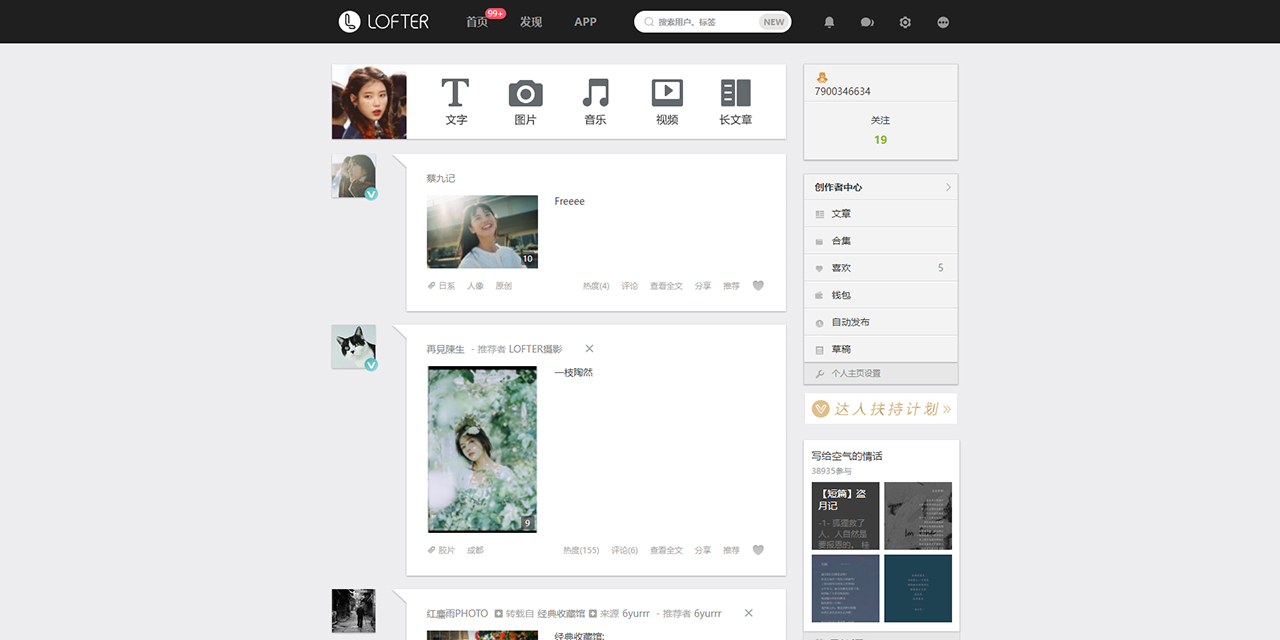 LOFTER
首页
99+
发现
APP
搜索用户、标签
NEW
文字
图片
音乐
视频
长文章
7900346634
关注
19
蔡九记
Freeee
10
日系 人像 原创
热度(4) 评论 查看全文 分享 推荐
创作者中心
文章
合集
喜欢 5
钱包
自动发布
草稿
个人主页设置
达人扶持计划 »
再見陳生 - 推荐者 LOFTER摄影
一枝陶然
9
胶片 成都
热度(155) 评论(6) 查看全文 分享 推荐
写给空气的情话
38935参与
【短篇】盗
月记
-1- 狐狸救了
人，人自然是
要报恩的。 桂
红塵雨PHOTO 转载自 经典收藏馆 来源 6yurrr - 推荐者 6yurrr
经典收藏馆: